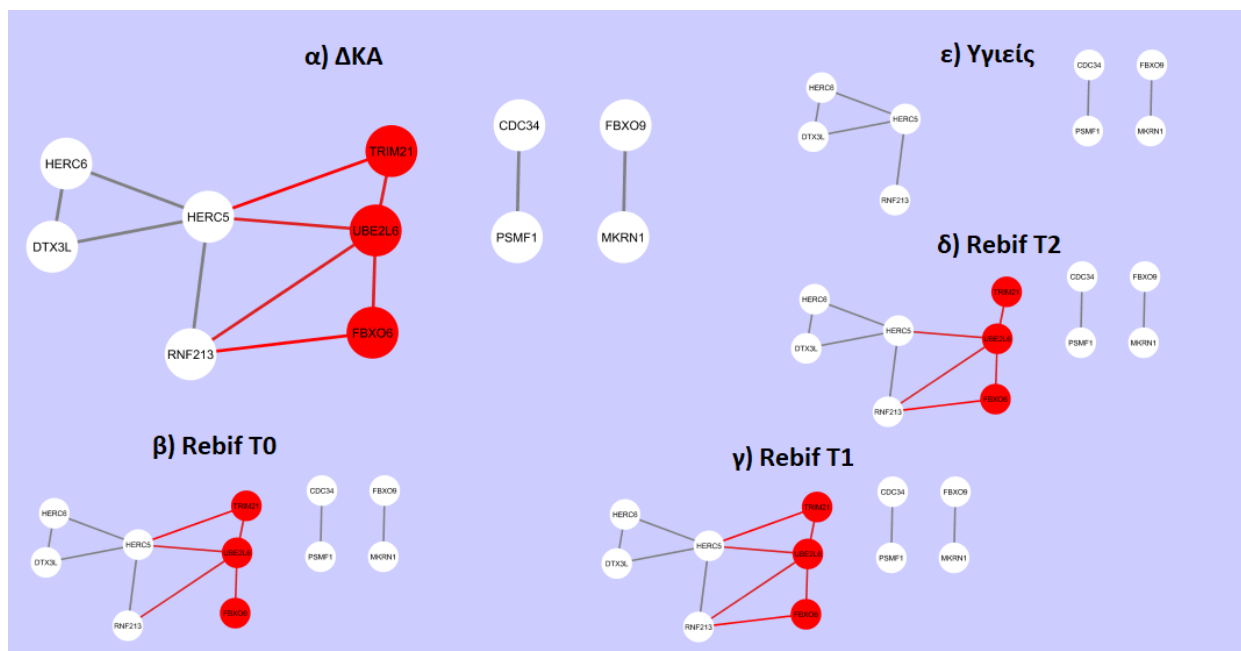 α) ΔΚΑ
HERC6
DTX3L
HERC5
RNF213
TRIM21
UBE2L6
FBXO6
CDC34
PSMF1
FBXO9
MKRN1
ε) Υγιείς
HERC6
DTX3L
HERC5
RNF213
CDC34
PSMF1
FBXO9
MKRN1
δ) Rebif T2
HERC6
DTX3L
HERC5
RNF213
TRIM21
UBE2L6
FBXO6
CDC34
PSMF1
FBXO9
MKRN1
β) Rebif T0
HERC6
DTX3L
HERC5
RNF213
TRIM21
UBE2L6
FBXO6
CDC34
PSMF1
FBXO9
MKRN1
γ) Rebif T1
HERC6
DTX3L
HERC5
RNF213
TRIM21
UBE2L6
FBXO6
CDC34
PSMF1
FBXO9
MKRN1